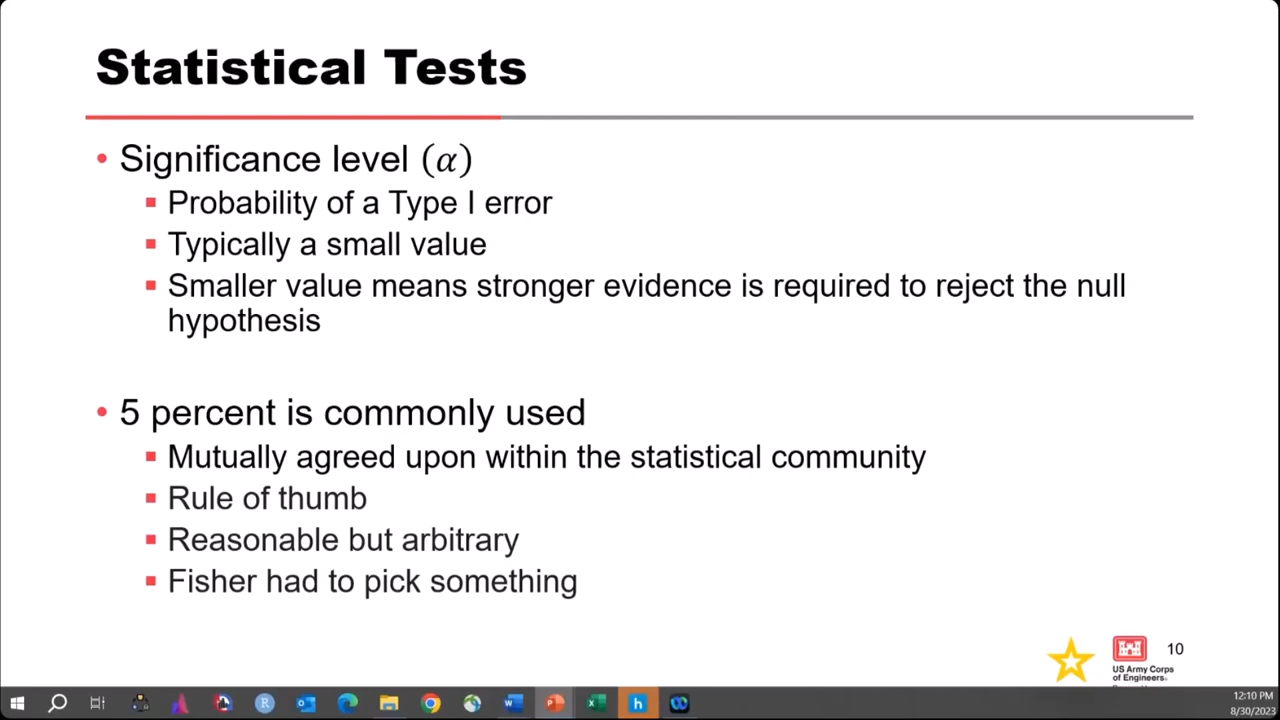 Statistical Tests
• Significance level (α)
▪ Probability of a Type I error
▪ Typically a small value
▪ Smaller value means stronger evidence is required to reject the null
hypothesis
• 5 percent is commonly used
▪ Mutually agreed upon within the statistical community
▪ Rule of thumb
▪ Reasonable but arbitrary
▪ Fisher had to pick something
10
US Army Corps
of Engineers®
12:10 PM
8/30/2023